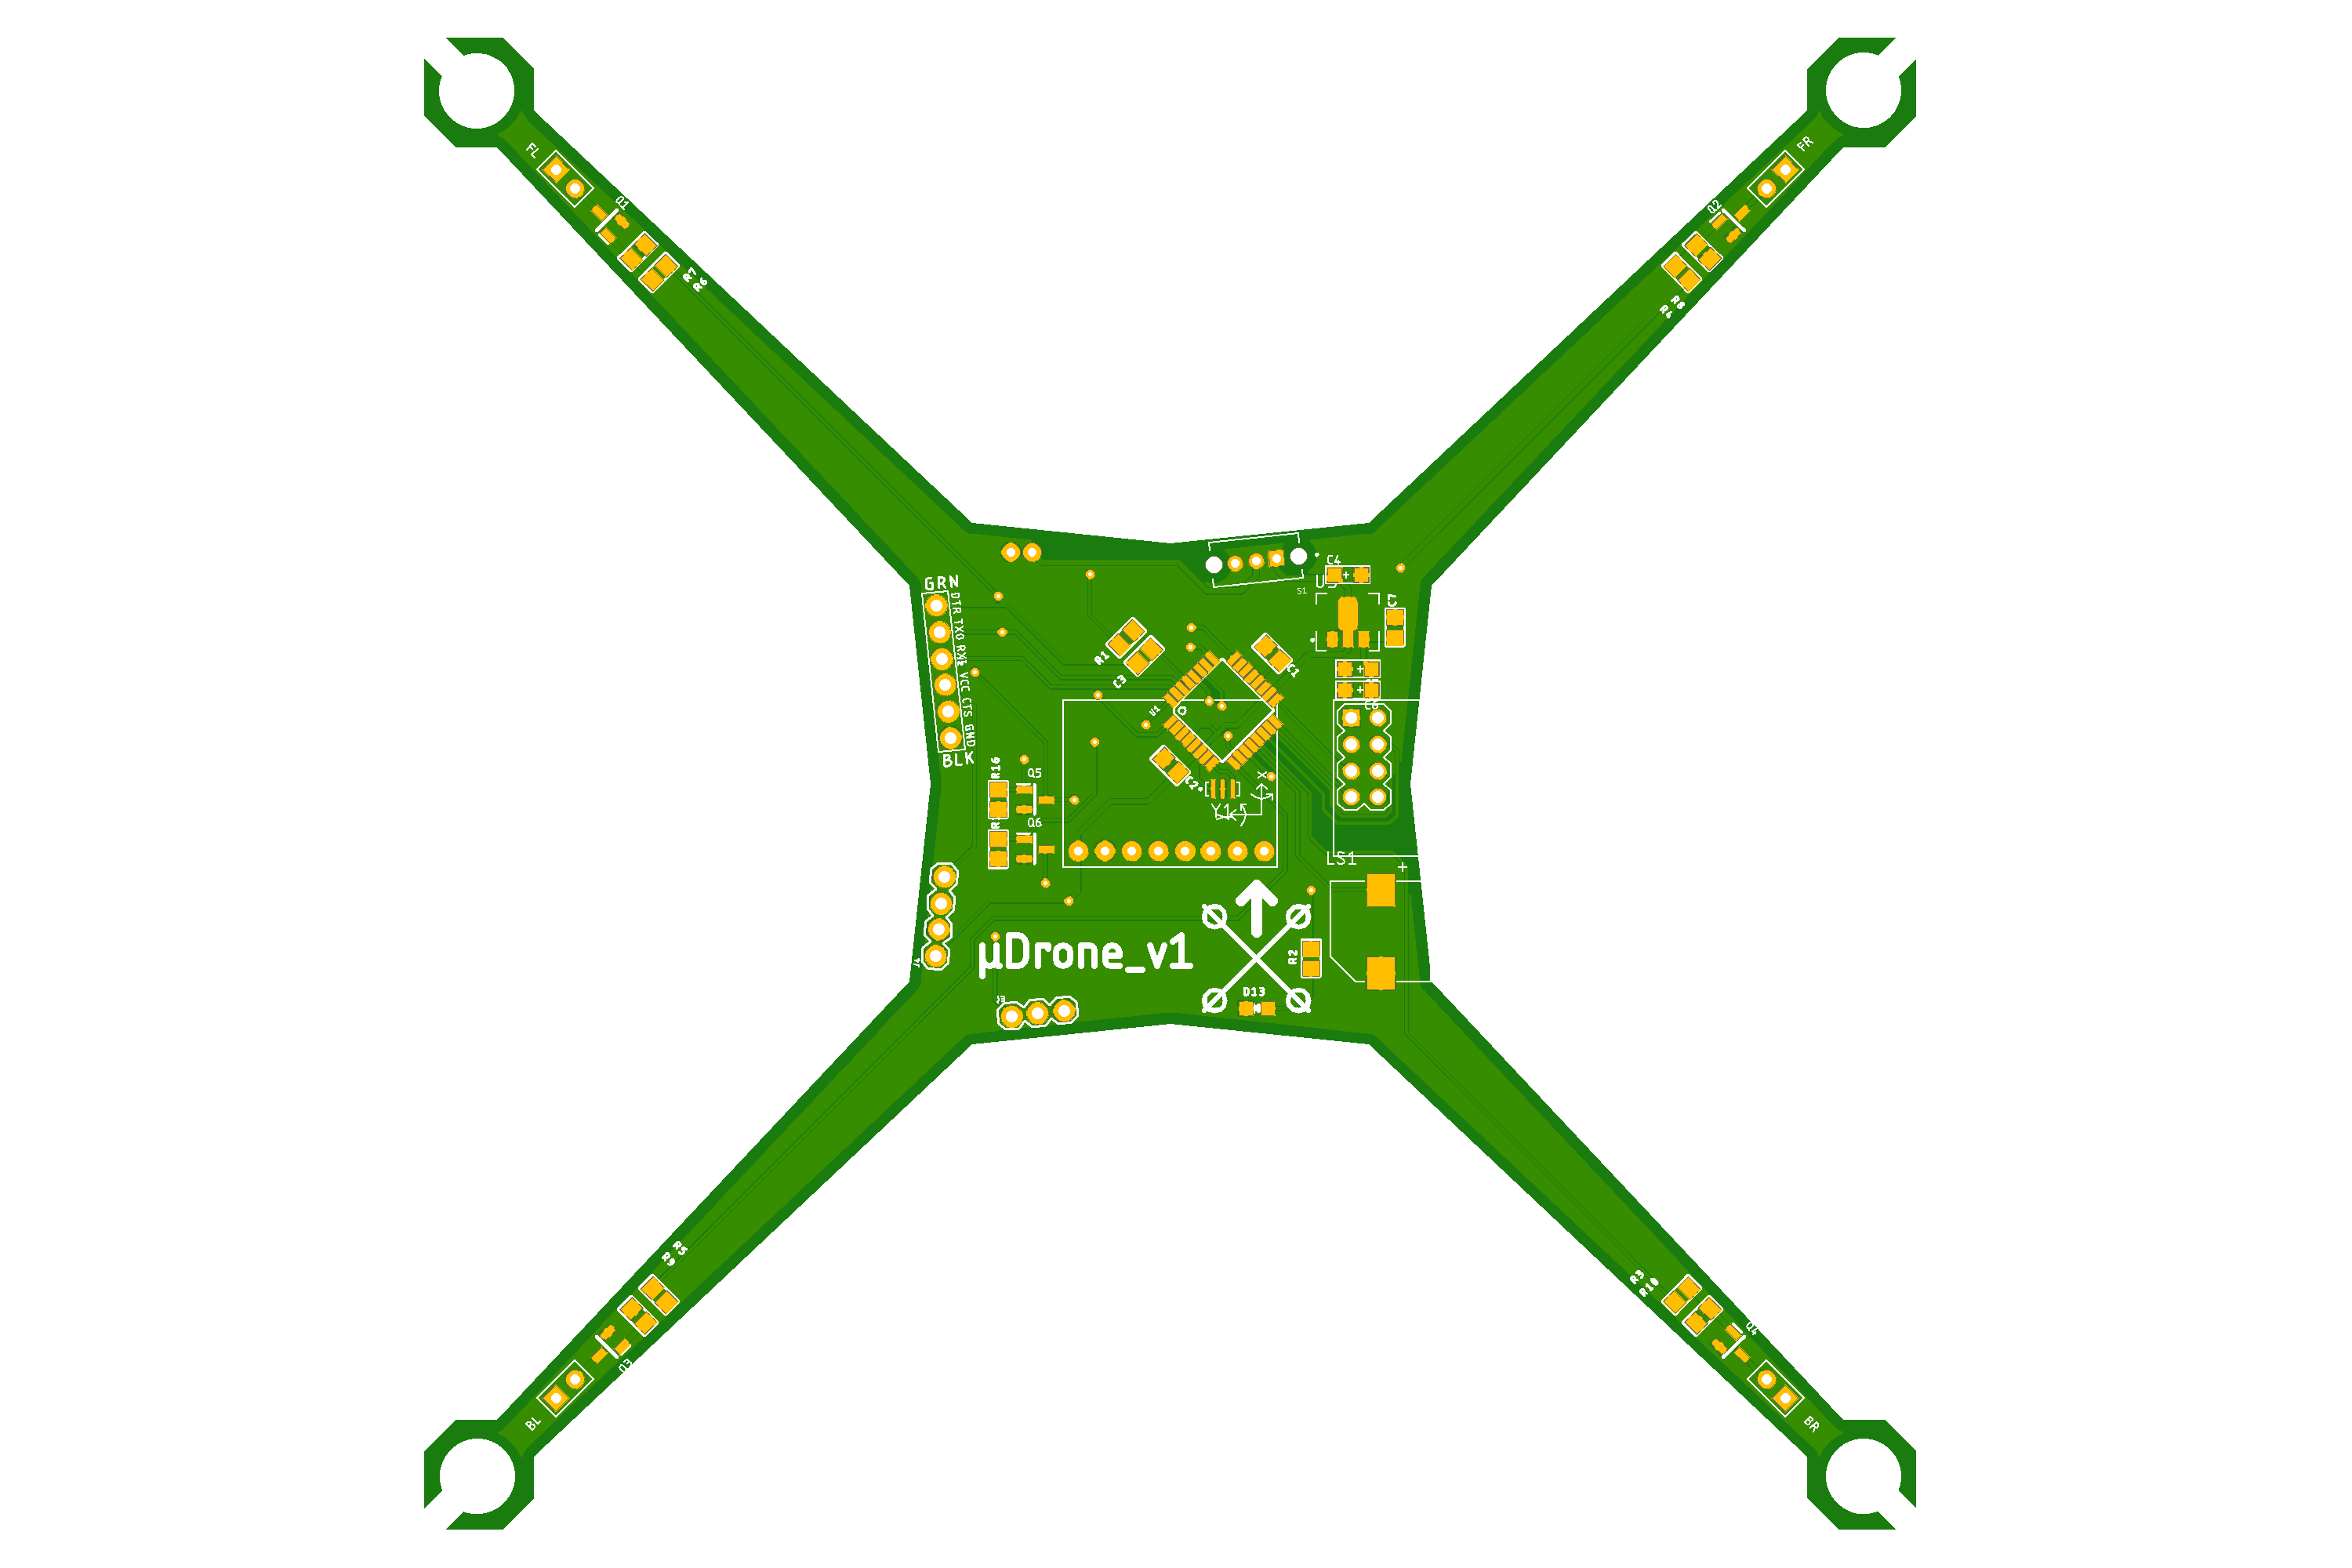 FL
FR
Q1
Q2
R7
R6
R8
R4
C4
S1
C7
GRN
DTR
TXO
RXI
VCC
CTS
GND
BLK
R1
C3
C1
U1
C6
C2
R16
Q5
Q6
X
Y
LS1
+
µDrone_v1
R2
D13
J4
J3
R5
R9
R3
R10
Q3
Q4
BL
BR